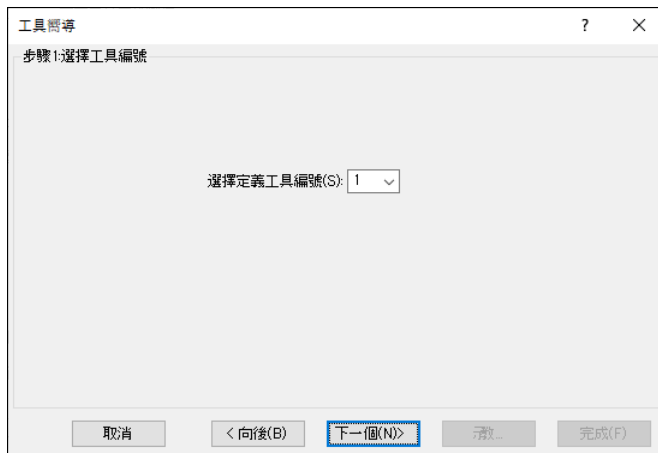 工具嚮導
步驟1:選擇工具編號
選擇定義工具編號(S): 1
取消
< 向後(B)
下一個(N)>
完成(F)